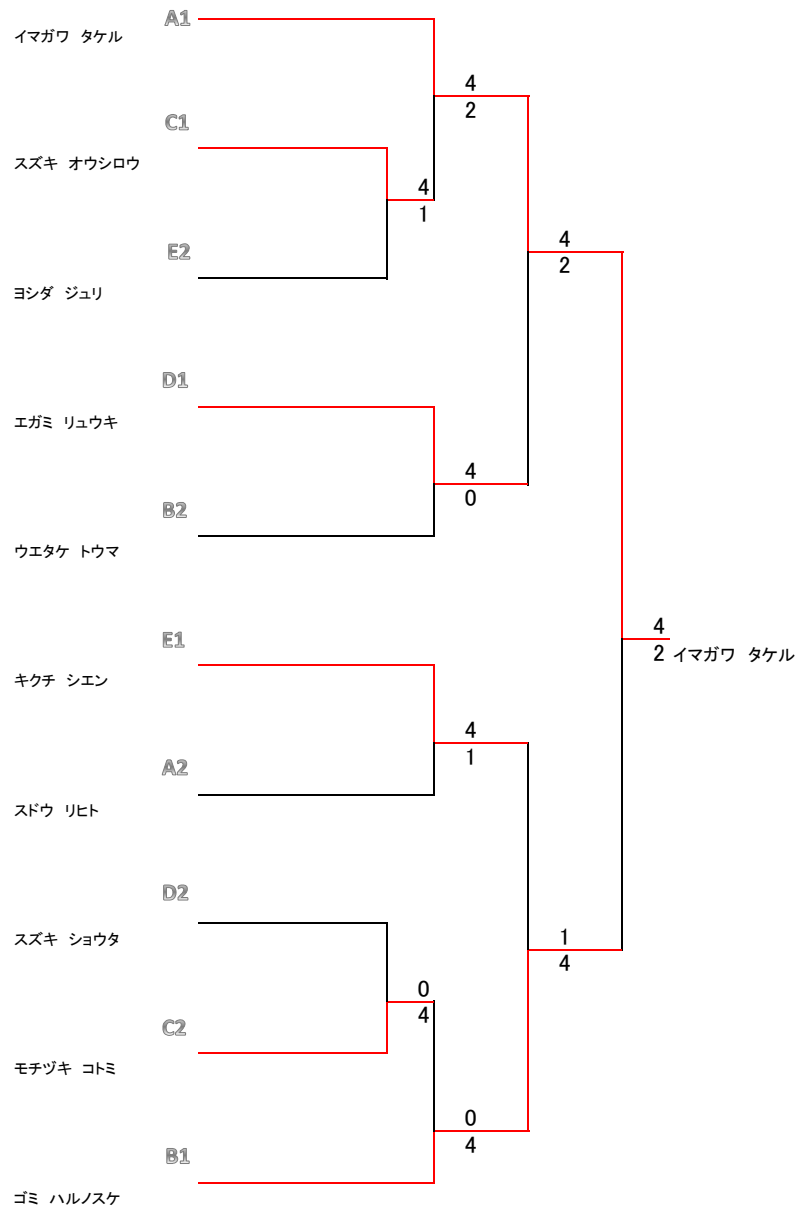 A1
イマガワ タケル
4
2
C1
スズキ オウシロウ
4
1
E2
4
2
ヨシダ ジュリ
D1
エガミ リュウキ
4
0
B2
ウエタケ トウマ
E1
4
2 イマガワ タケル
キクチ シエン
4
1
A2
スドウ リヒト
D2
スズキ ショウタ
1
4
0
4
C2
モチヅキ コトミ
0
4
B1
ゴミ ハルノスケ